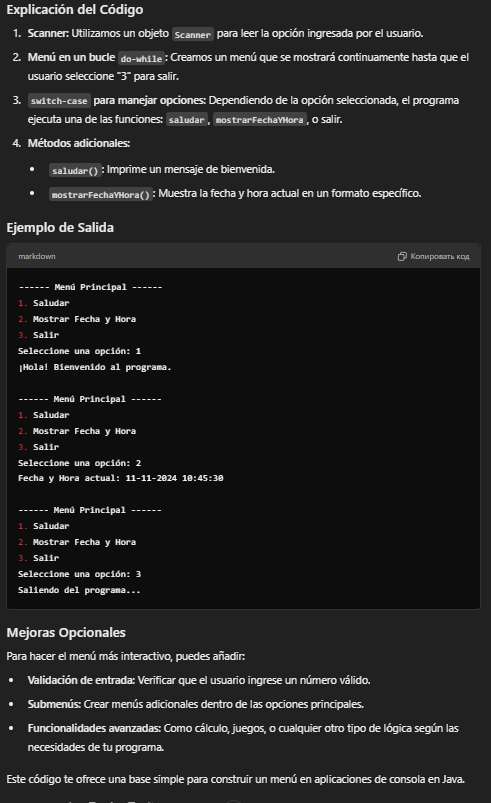 Explicación del Código
1. Scanner: Utilizamos un objeto Scanner para leer la opción ingresada por el usuario.
2. Menú en un bucle do-while: Creamos un menú que se mostrará continuamente hasta que el
usuario seleccione "3" para salir.
3. switch-case para manejar opciones: Dependiendo de la opción seleccionada, el programa
ejecuta una de las funciones: saludar, mostrarFechaYHora, o salir.
4. Métodos adicionales:
• saludar(): Imprime un mensaje de bienvenida.
• mostrarFechaYHora(): Muestra la fecha y hora actual en un formato específico.
Ejemplo de Salida
markdown
Копировать код
------ Menú Principal ------
1. Saludar
2. Mostrar Fecha y Hora
3. Salir
Seleccione una opción: 1
¡Hola! Bienvenido al programa.
------ Menú Principal ------
1. Saludar
2. Mostrar Fecha y Hora
3. Salir
Seleccione una opción: 2
Fecha y Hora actual: 11-11-2024 10:45:30
------ Menú Principal ------
1. Saludar
2. Mostrar Fecha y Hora
3. Salir
Seleccione una opción: 3
Saliendo del programa...
Mejoras Opcionales
Para hacer el menú más interactivo, puedes añadir:
• Validación de entrada: Verificar que el usuario ingrese un número válido.
• Submenús: Crear menús adicionales dentro de las opciones principales.
• Funcionalidades avanzadas: Como cálculo, juegos, o cualquier otro tipo de lógica según las
necesidades de tu programa.
Este código te ofrece una base simple para construir un menú en aplicaciones de consola en Java.